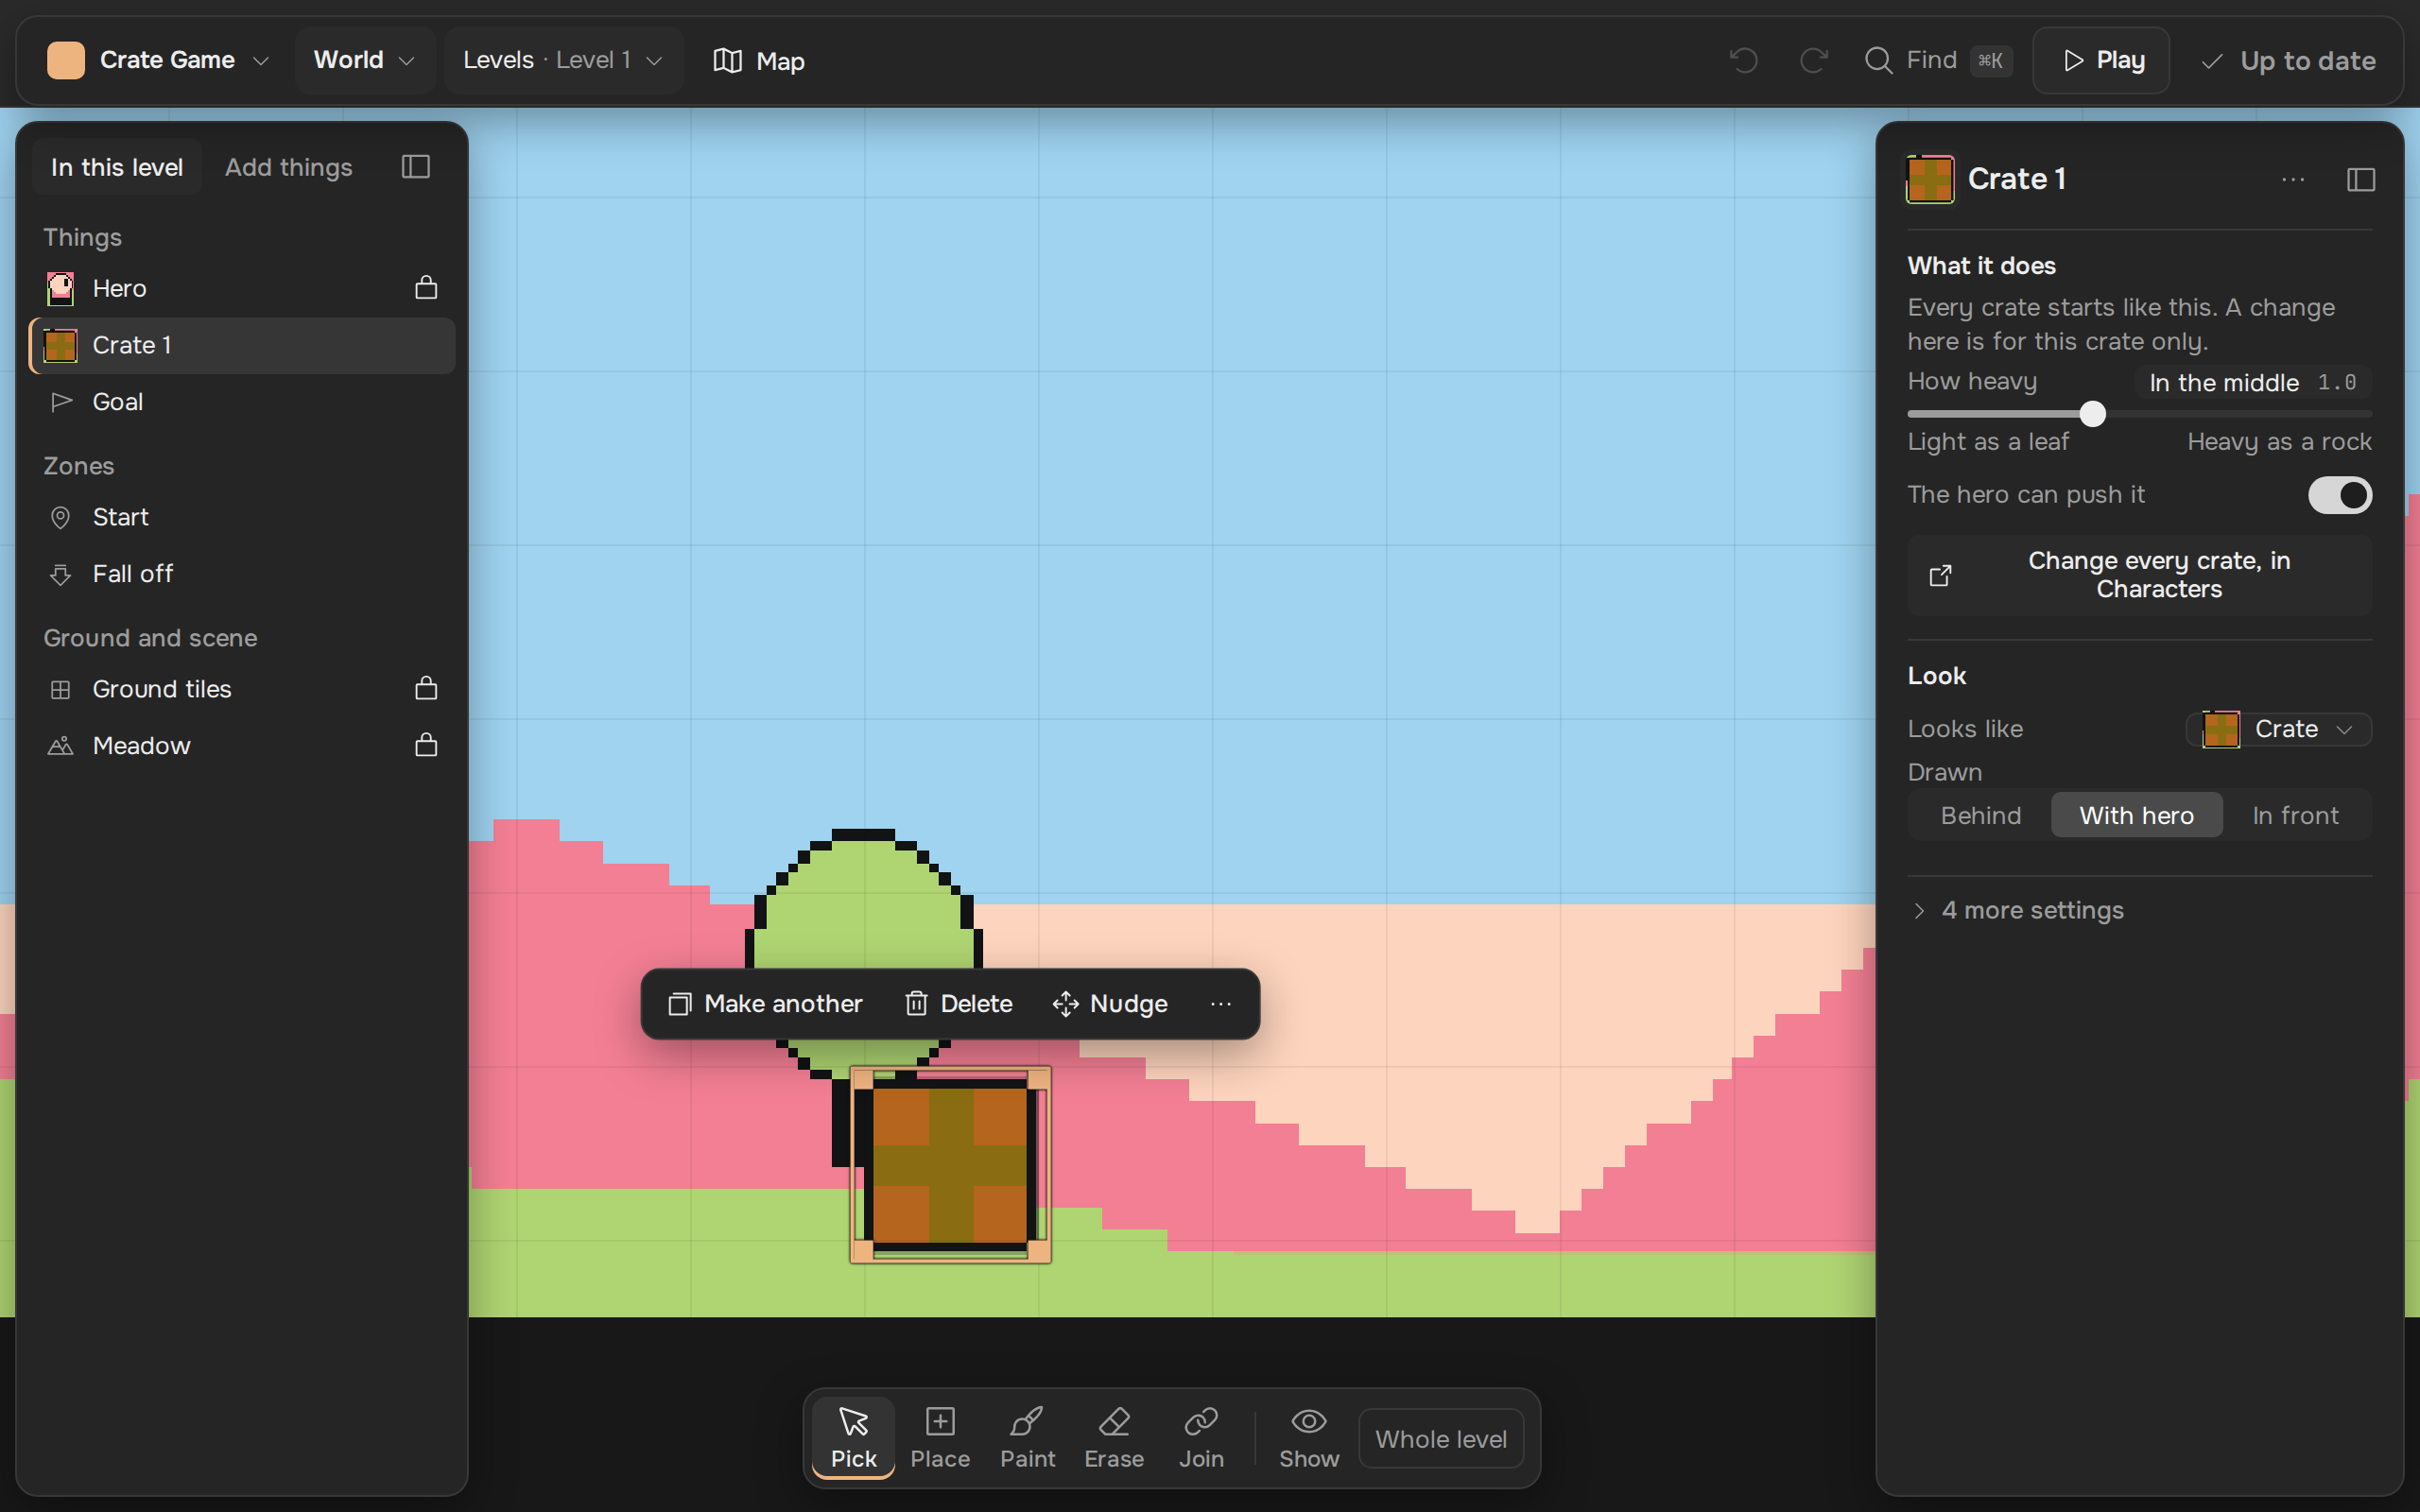 Crate Game
World
Levels · Level 1
Map
Find ⌘K
Play
Up to date
In this level
Add things
Things
Hero
Crate 1
Goal
Zones
Start
Fall off
Ground and scene
Ground tiles
Meadow
Make another
Delete
Nudge
Pick
Place
Paint
Erase
Join
Show
Whole level
Crate 1
What it does
Every crate starts like this. A change
here is for this crate only.
How heavy
In the middle 1.0
Light as a leaf
Heavy as a rock
The hero can push it
Change every crate, in
Characters
Look
Looks like
Crate
Drawn
Behind
With hero
In front
4 more settings